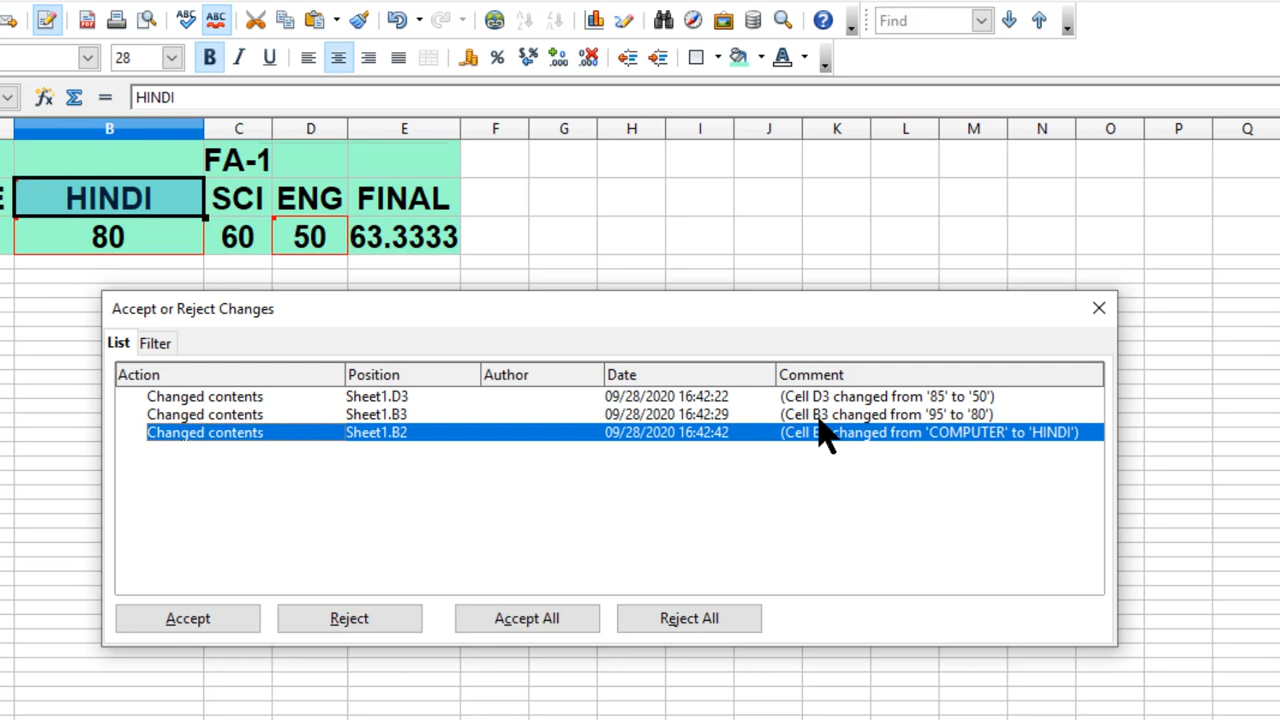 ABC ABC Find
28 B I U % A
HINDI
B C D E F G H I J K L M N O P Q
FA-1
E HINDI SCI ENG FINAL
80 60 50 63.3333
Accept or Reject Changes
List Filter
Action Position Author Date Comment
Changed contents Sheet1.D3 09/28/2020 16:42:22 (Cell D3 changed from '85' to '50')
Changed contents Sheet1.B3 09/28/2020 16:42:29 (Cell B3 changed from '95' to '80')
Changed contents Sheet1.B2 09/28/2020 16:42:42 (Cell changed from 'COMPUTER' to 'HINDI')
Accept Reject Accept All Reject All